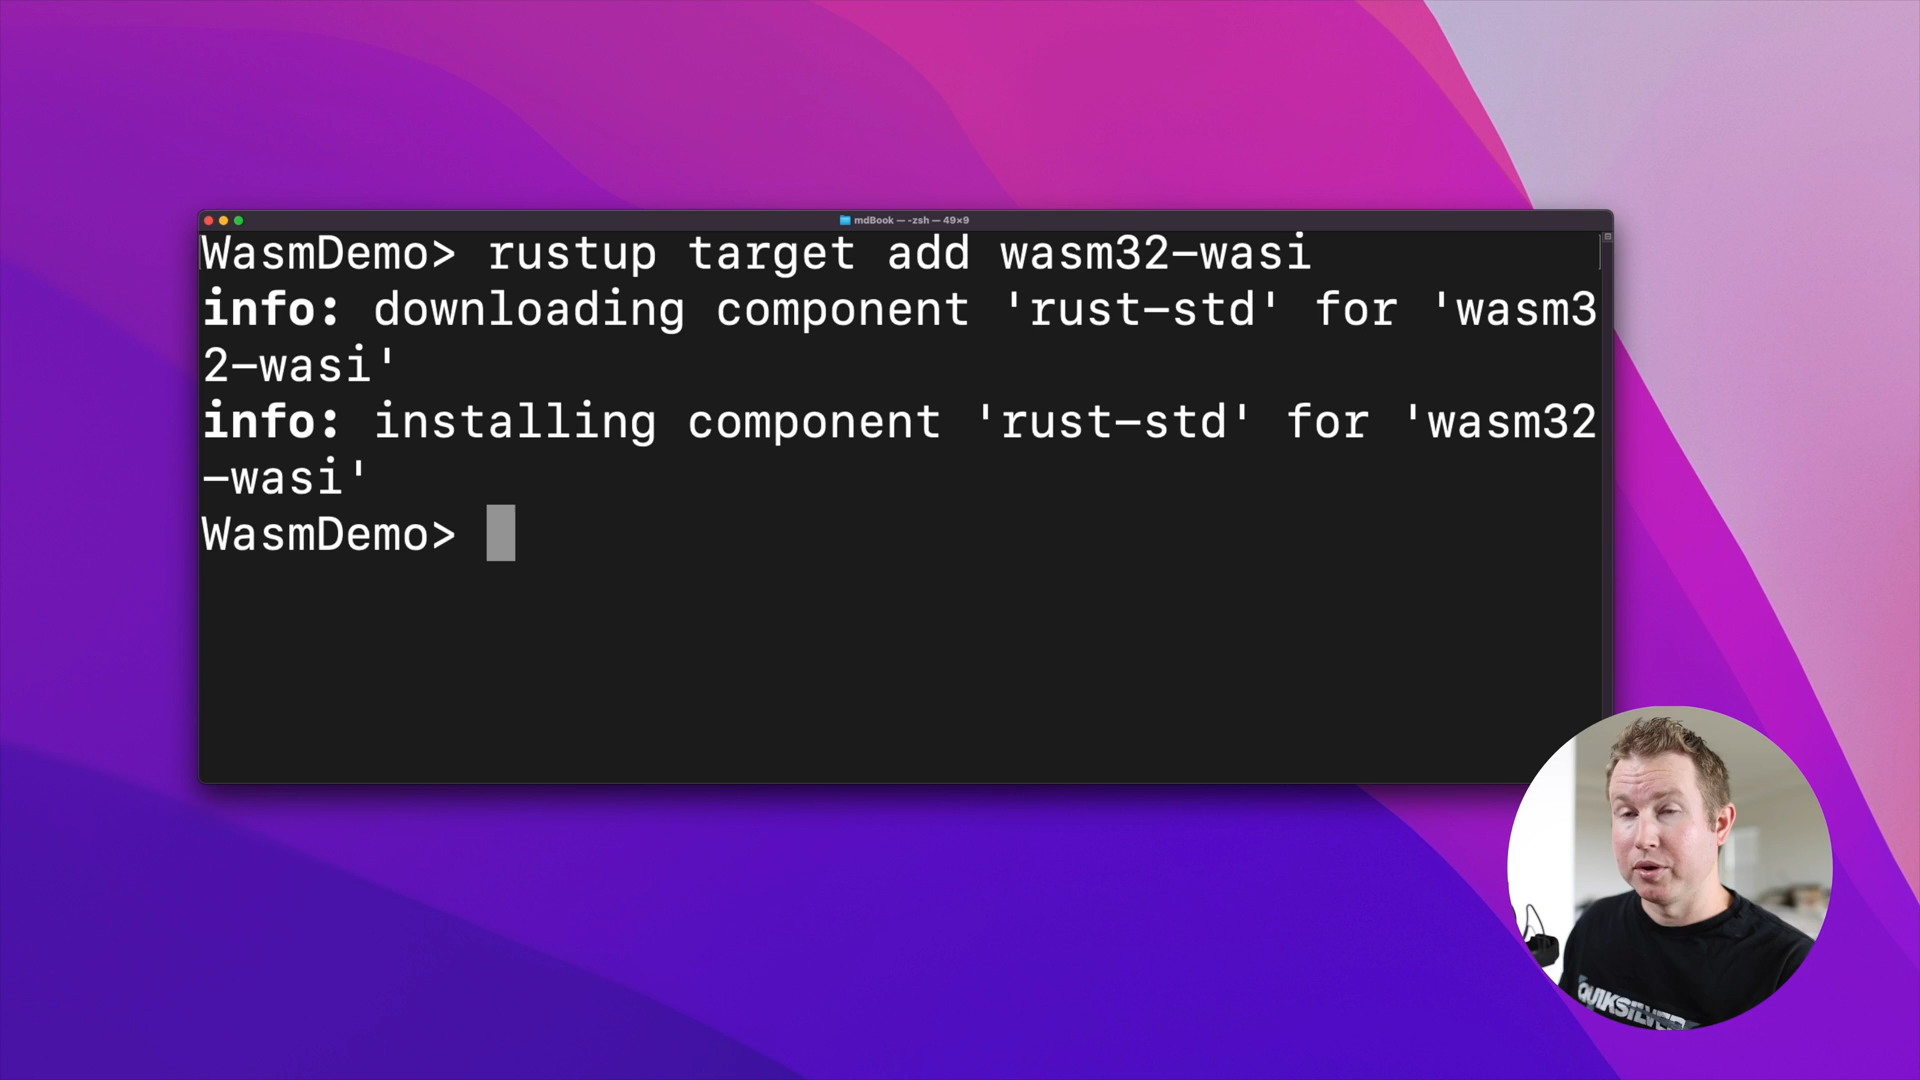 mdBook — -zsh — 49×9
WasmDemo> rustup target add wasm32-wasi
info: downloading component 'rust-std' for 'wasm3
2-wasi'
info: installing component 'rust-std' for 'wasm32
-wasi'
WasmDemo>
QUIKSILVER